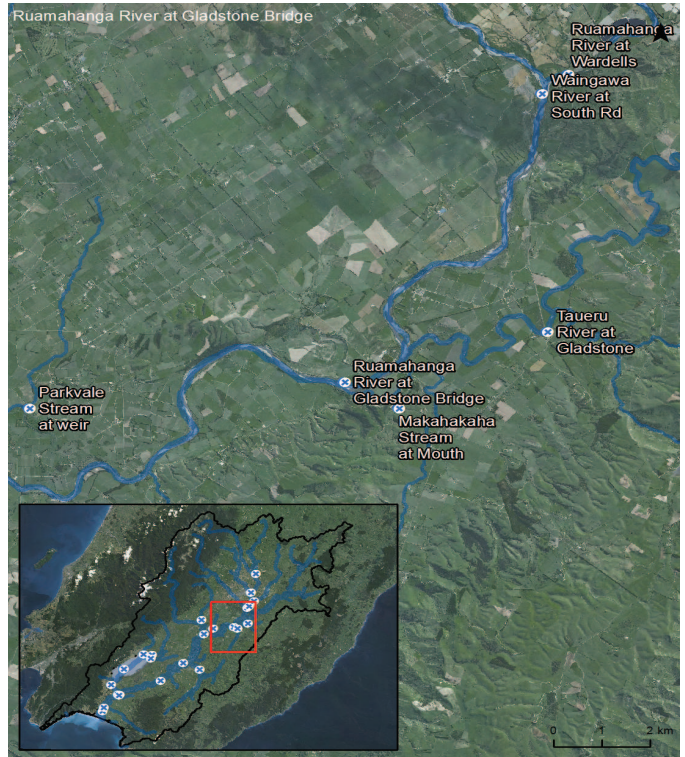 Ruamahanga River at Gladstone Bridge
Ruamahanga
River at
Wardells
Waingawa
River at
South Rd
Taueru
River at
Gladstone
Ruamahanga
River at
Gladstone Bridge
Parkvale
Stream
at weir
Makahakaha
Stream
at Mouth
0 1 2 km